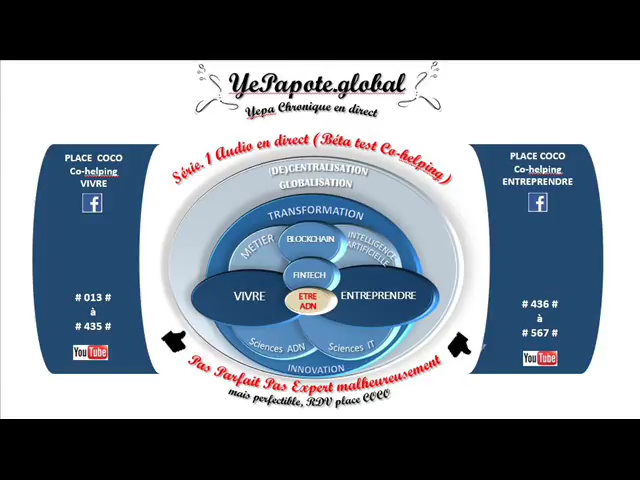 YePapote.global
Yepa Chronique en direct
Série. 1 Audio en direct (Béta test Co-helping)
PLACE COCO
Co-helping
VIVRE
f
# 013 #
à
# 435 #
YouTube
(DE)CENTRALISATION
GLOBALISATION
TRANSFORMATION
METIER
BLOCKCHAIN
INTELLIGENCE
ARTIFICIELLE
FINTECH
VIVRE
ETRE
ADN
ENTREPRENDRE
Sciences ADN
Sciences IT
INNOVATION
PLACE COCO
Co-helping
ENTREPRENDRE
f
# 436 #
à
# 567 #
YouTube
Pas Parfait Pas Expert malheureusement
mais perfectible, RDV place COCO